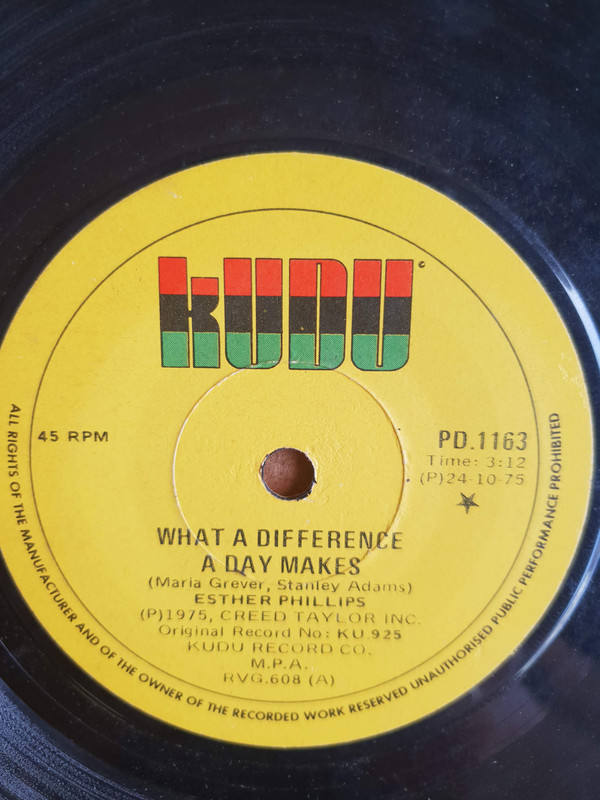 KUDU
45 RPM
PD.1163
Time: 3:12
(P)24-10-75
WHAT A DIFFERENCE
A DAY MAKES
(Maria Grever, Stanley Adams)
ESTHER PHILLIPS
(P)1975, CREED TAYLOR INC.
Original Record No: KU.925
KUDU RECORD CO.
M.P.A.
RVG.608 (A)
ALL RIGHTS OF THE MANUFACTURER AND OF THE OWNER OF THE RECORDED WORK RESERVED UNAUTHORISED PUBLIC PERFORMANCE PROHIBITED